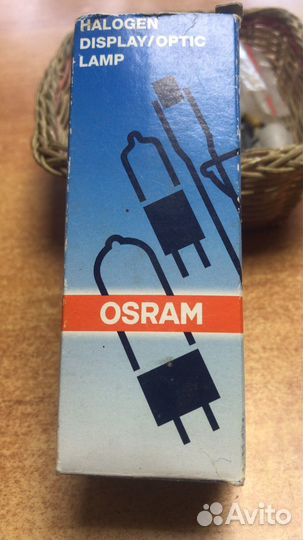 HALOGEN
DISPLAY/OPTIC
LAMP
OSRAM
Avito